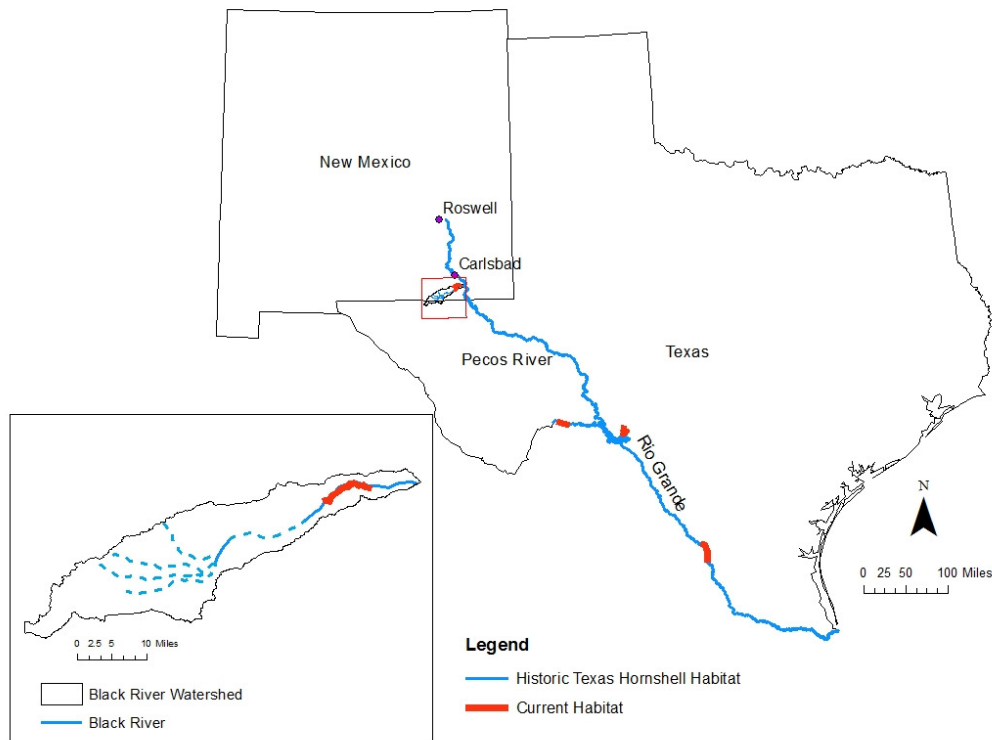 New Mexico
Roswell
Carlsbad
Pecos River
Texas
Rio Grande
N
0 25 50 100 Miles
0 2.5 5 10 Miles
Black River Watershed
Black River
Legend
Historic Texas Hornshell Habitat
Current Habitat